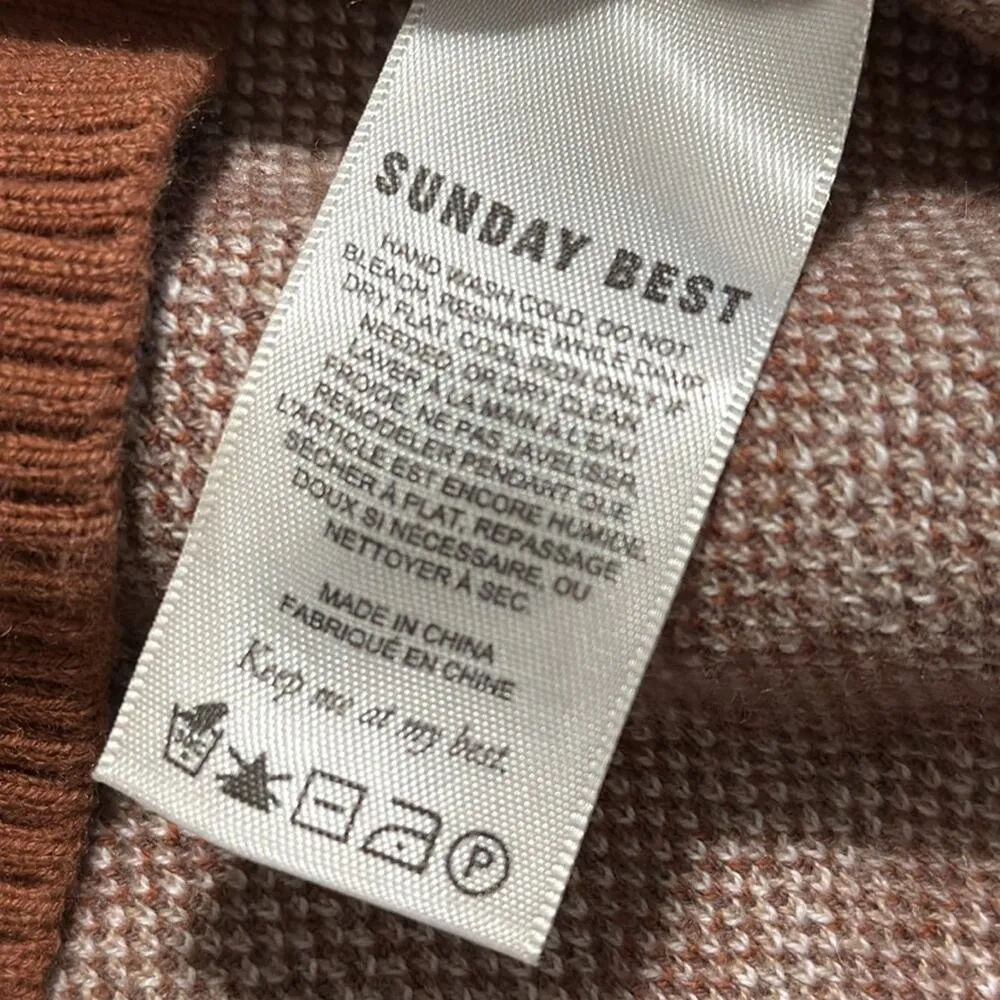 SUNDAY BEST
HAND WASH COLD. DO NOT
BLEACH. RESHAPE WHILE DAMP.
DRY FLAT. COOL IRON ONLY IF
NEEDED, OR DRY CLEAN
LAVER À LA MAIN À L'EAU
FROIDE. NE PAS JAVELISER.
REMODELER PENDANT QUE
L'ARTICLE EST ENCORE HUMIDE.
SÉCHER À PLAT. REPASSAGE
DOUX SI NÉCESSAIRE, OU
NETTOYER À SEC
MADE IN CHINA
FABRIQUÉ EN CHINE
Keep me at my best.
P